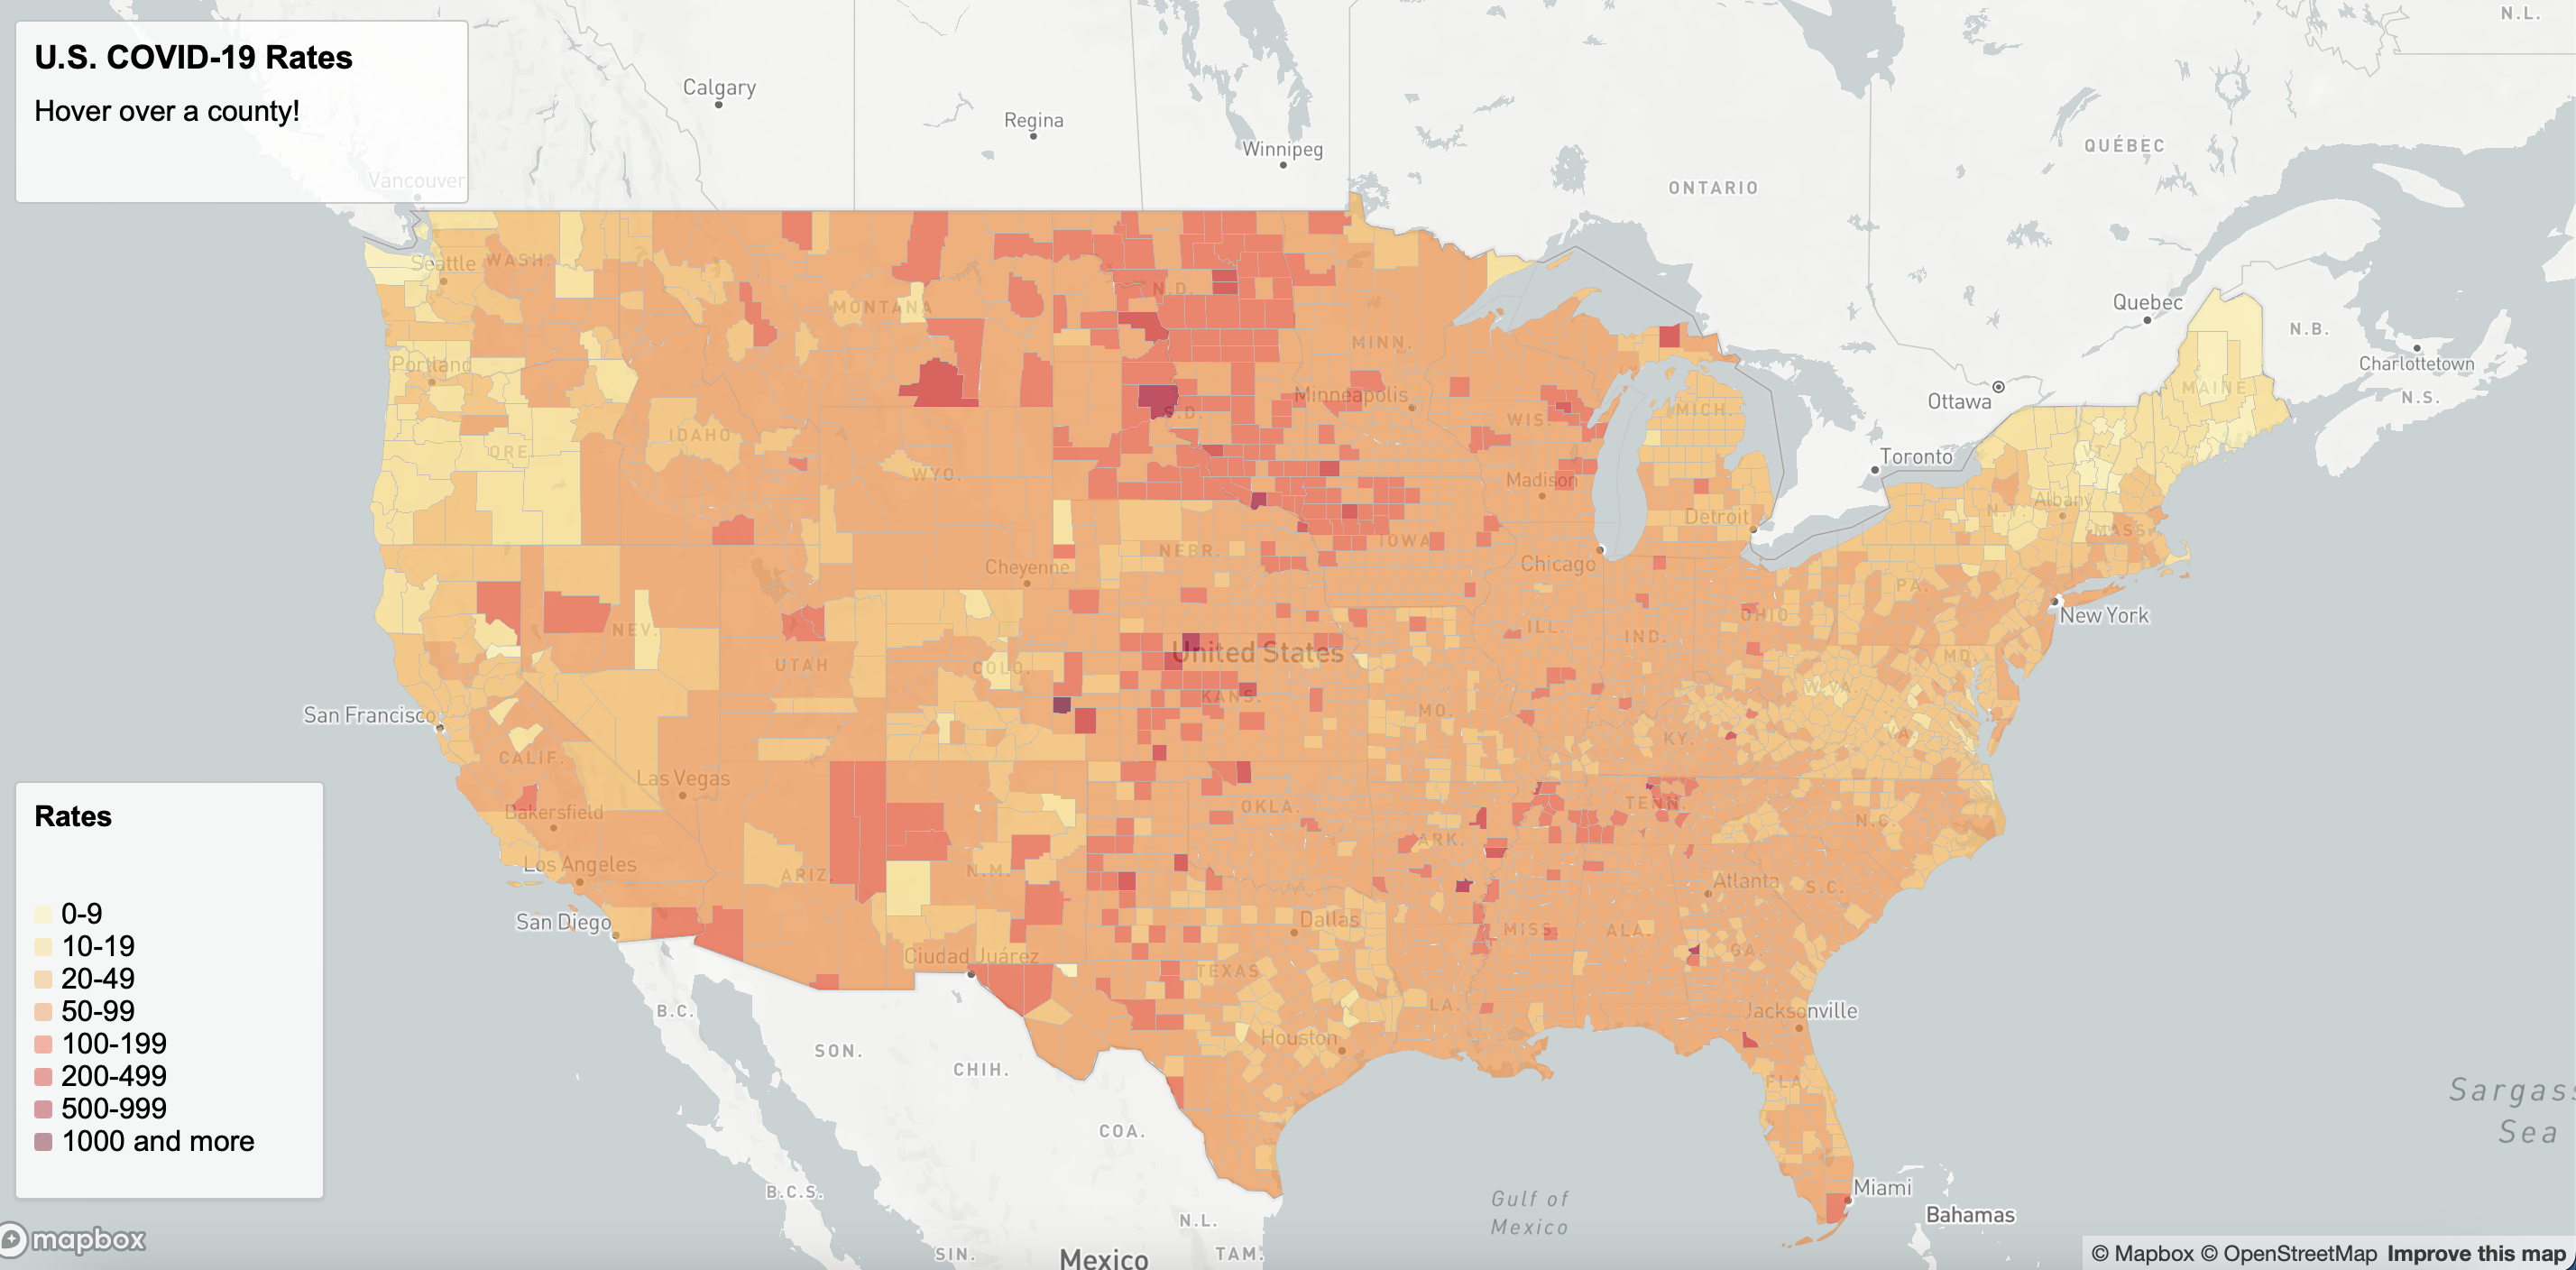 U.S. COVID-19 Rates
Hover over a county!
N.L.
Calgary
Regina
Winnipeg
QUÉBEC
ONTARIO
Vancouver
Seattle
WASH.
MONTANA
N.D.
Quebec
N.B.
Charlottetown
N.S.
MAINE
Portland
MINN.
Minneapolis
Ottawa
S.D.
WIS.
MICH.
IDAHO
ORE.
Toronto
WYO.
Madison
Albany
N.Y.
Detroit
MASS.
NEBR.
IOWA
Cheyenne
Chicago
PA.
New York
OHIO
NEV.
ILL.
IND.
United States
MD.
UTAH
COLO.
W.VA.
KANS.
San Francisco
MO.
KY.
VA.
CALIF.
Las Vegas
Bakersfield
OKLA.
TENN.
N.C.
ARK.
Los Angeles
ARIZ.
N.M.
Atlanta
S.C.
San Diego
Dallas
MISS.
ALA.
GA.
Ciudad Juárez
TEXAS
LA.
Jacksonville
B.C.
SON.
Houston
CHIH.
FLA.
COA.
Sargass
Sea
B.C.S.
Miami
Gulf of
Mexico
Bahamas
N.L.
SIN.
Mexico
TAM.
Rates
0-9
10-19
20-49
50-99
100-199
200-499
500-999
1000 and more
mapbox
© Mapbox © OpenStreetMap Improve this map